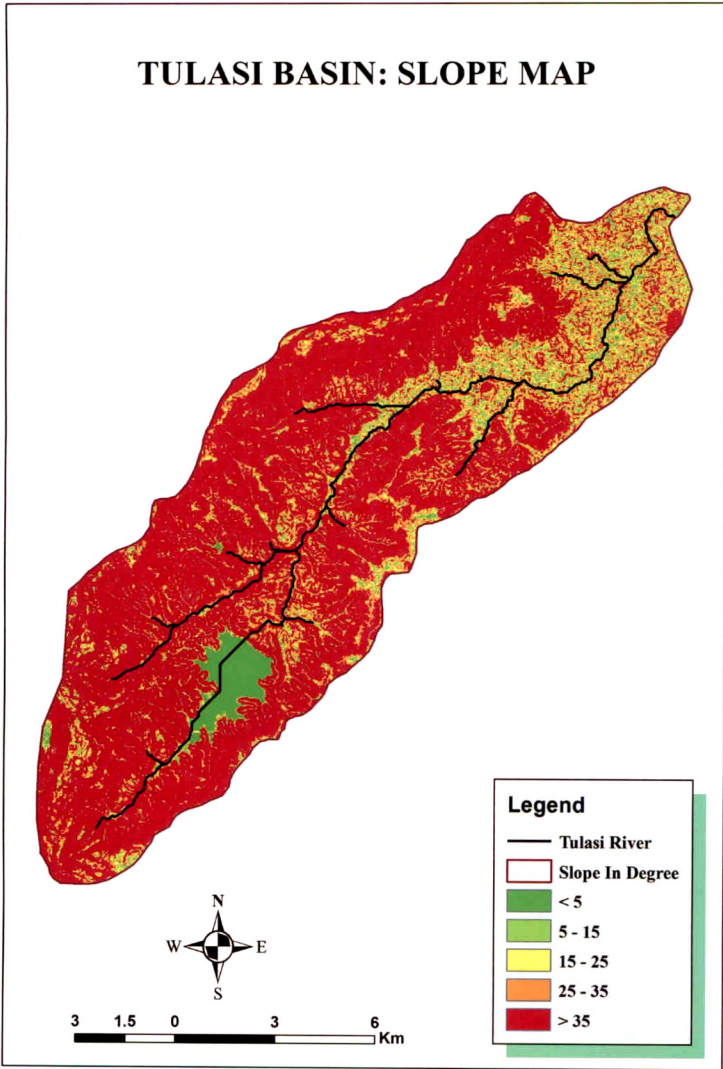 TULASI BASIN: SLOPE MAP
Legend
Tulasi River
Slope In Degree
< 5
5 - 15
15 - 25
25 - 35
> 35
N
W E
S
3 1.5 0 3 6
Km